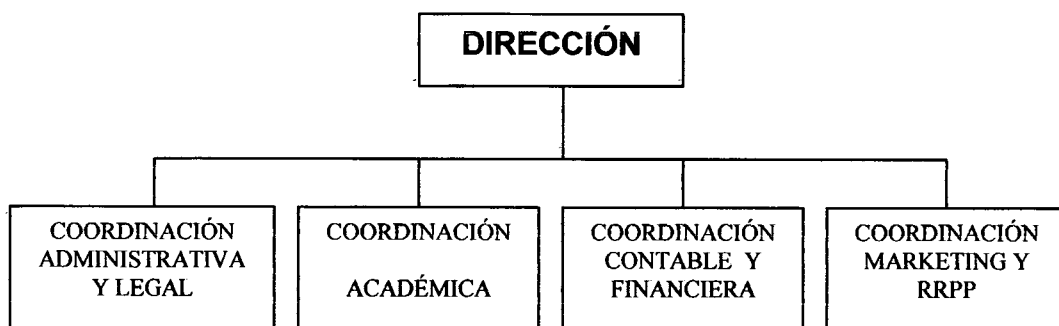 DIRECCIÓN
COORDINACIÓN
ADMINISTRATIVA
Y LEGAL
COORDINACIÓN
ACADÉMICA
COORDINACIÓN
CONTABLE Y
FINANCIERA
COORDINACIÓN
MARKETING Y
RRPP